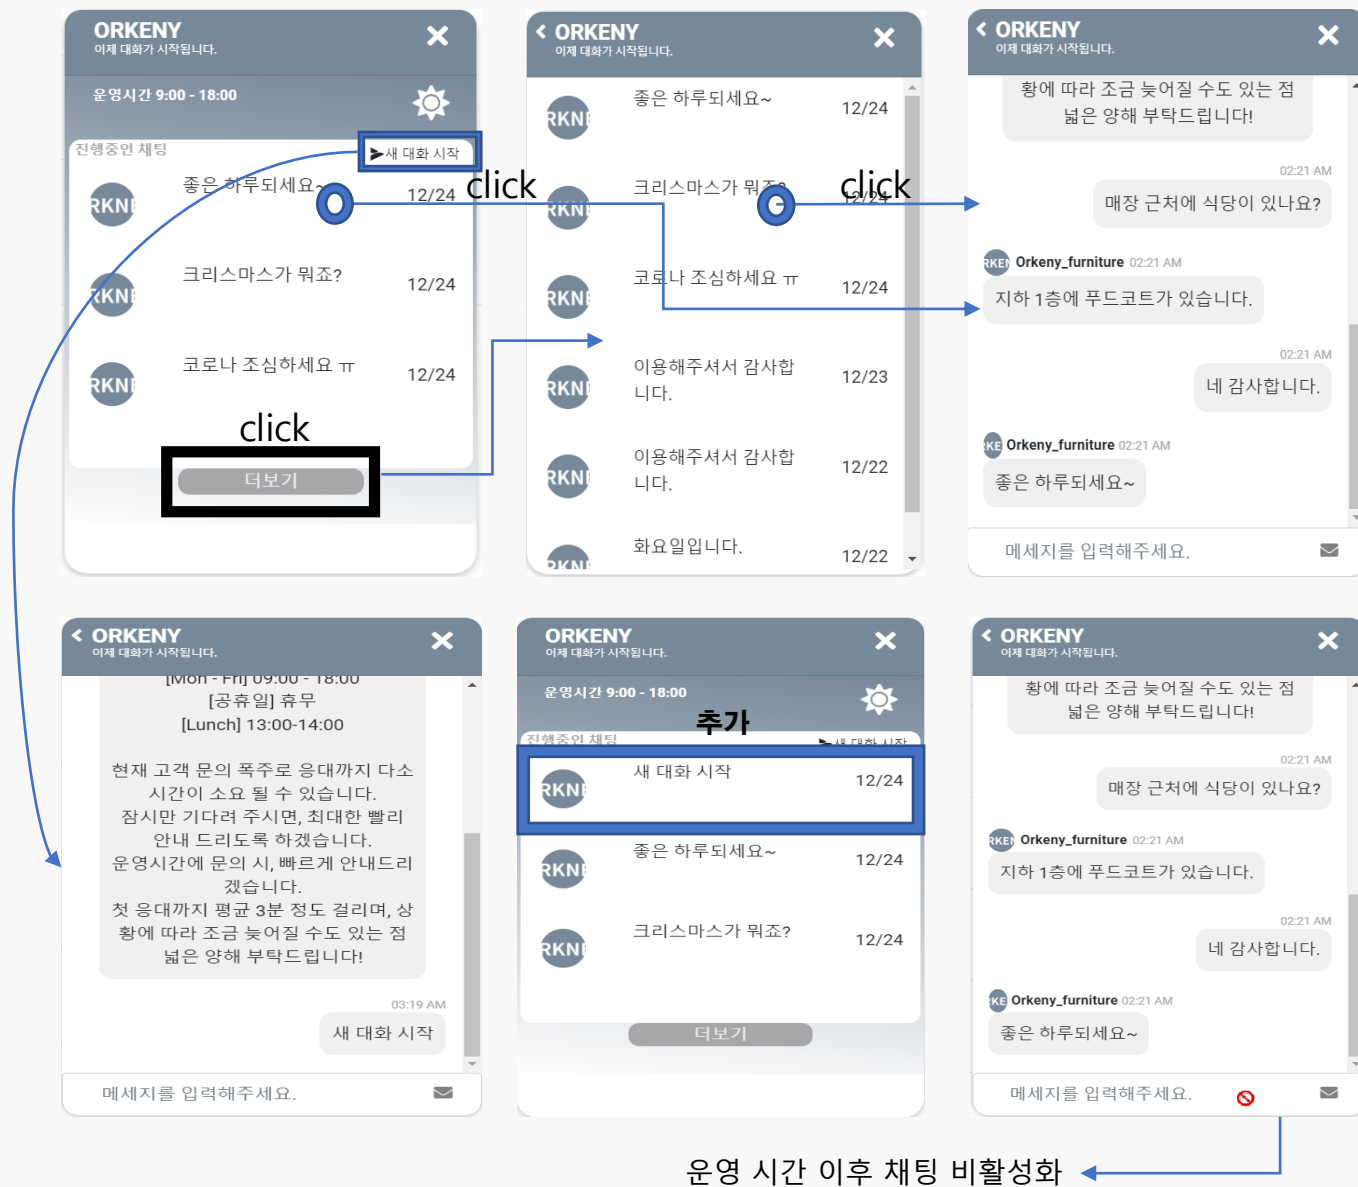 ORKENY
이제 대화가 시작됩니다.
운영시간 9:00 - 18:00
진행중인 채팅
새 대화 시작
RKNE
좋은 하루되세요~
12/24
RKNE
크리스마스가 뭐죠?
12/24
RKNE
코로나 조심하세요 ㅠ
12/24
click
더보기
click
ORKENY
이제 대화가 시작됩니다.
RKNE
좋은 하루되세요~
12/24
RKNE
크리스마스가 뭐죠?
12/24
RKNE
코로나 조심하세요 ㅠ
12/24
RKNE
이용해주셔서 감사합
니다.
12/23
RKNE
이용해주셔서 감사합
니다.
12/22
RKNE
화요일입니다.
12/22
click
ORKENY
이제 대화가 시작됩니다.
황에 따라 조금 늦어질 수도 있는 점
넓은 양해 부탁드립니다!
02:21 AM
매장 근처에 식당이 있나요?
Orkeny_furniture 02:21 AM
지하 1층에 푸드코트가 있습니다.
02:21 AM
네 감사합니다.
Orkeny_furniture 02:21 AM
좋은 하루되세요~
메세지를 입력해주세요.
ORKENY
이제 대화가 시작됩니다.
[Mon - Fri] 09:00 - 18:00
[공휴일] 휴무
[Lunch] 13:00-14:00
현재 고객 문의 폭주로 응대까지 다소
시간이 소요 될 수 있습니다.
잠시만 기다려 주시면, 최대한 빨리
안내 드리도록 하겠습니다.
운영시간에 문의 시, 빠르게 안내드리
겠습니다.
첫 응대까지 평균 3분 정도 걸리며, 상
황에 따라 조금 늦어질 수도 있는 점
넓은 양해 부탁드립니다!
03:19 AM
새 대화 시작
메세지를 입력해주세요.
ORKENY
이제 대화가 시작됩니다.
운영시간 9:00 - 18:00
추가
진행중인 채팅
새 대화 시작
RKNE
새 대화 시작
12/24
RKNE
좋은 하루되세요~
12/24
RKNE
크리스마스가 뭐죠?
12/24
더보기
ORKENY
이제 대화가 시작됩니다.
황에 따라 조금 늦어질 수도 있는 점
넓은 양해 부탁드립니다!
02:21 AM
매장 근처에 식당이 있나요?
Orkeny_furniture 02:21 AM
지하 1층에 푸드코트가 있습니다.
02:21 AM
네 감사합니다.
Orkeny_furniture 02:21 AM
좋은 하루되세요~
메세지를 입력해주세요.
운영 시간 이후 채팅 비활성화